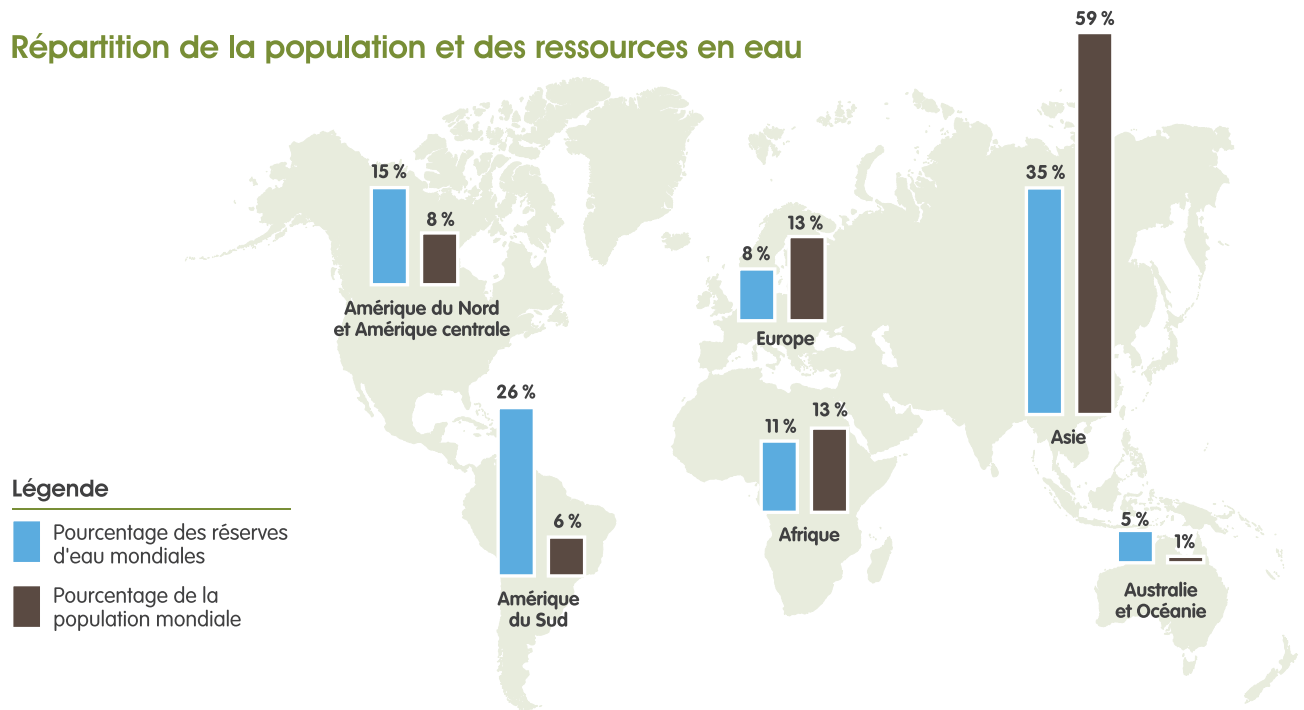 Répartition de la population et des ressources en eau
59 %
15 %
8 %
Amérique du Nord
et Amérique centrale
8 %
13 %
Europe
35 %
Asie
26 %
6 %
Amérique
du Sud
11 %
13 %
Afrique
5 %
1%
Australie
et Océanie
Légende
Pourcentage des réserves
d'eau mondiales
Pourcentage de la
population mondiale